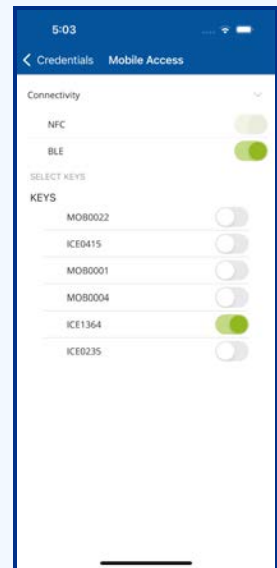 5:03
Credentials Mobile Access
Connectivity
NFC
BLE
SELECT KEYS
KEYS
MOB0022
ICE0415
MOB0001
MOB0004
ICE1364
ICE0235